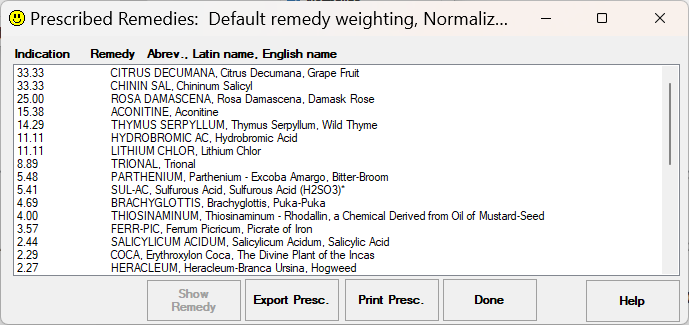 Prescribed Remedies:  Default remedy weighting, Normaliz...
Indication Remedy Abrev., Latin name, English name
33.33 CITRUS DECUMANA, Citrus Decumana, Grape Fruit
33.33 CHININ SAL, Chininum Salicyl
25.00 ROSA DAMASCENA, Rosa Damascena, Damask Rose
15.38 ACONITINE, Aconitine
14.29 THYMUS SERPYLLUM, Thymus Serpyllum, Wild Thyme
11.11 HYDROBROMIC AC, Hydrobromic Acid
11.11 LITHIUM CHLOR, Lithium Chlor
8.89 TRIONAL, Trional
5.48 PARTHENIUM, Parthenium - Excoba Amargo, Bitter-Broom
5.41 SUL-AC, Sulfurous Acid, Sulfurous Acid (H2SO3)*
4.69 BRACHYGLOTTIS, Brachyglottis, Puka-Puka
4.00 THIOSINAMINUM, Thiosinaminum - Rhodallin, a Chemical Derived from Oil of Mustard-Seed
3.57 FERR-PIC, Ferrum Picricum, Picrate of Iron
2.44 SALICYLICUM ACIDUM, Salicylicum Acidum, Salicylic Acid
2.29 COCA, Erythroxylon Coca, The Divine Plant of the Incas
2.27 HERACLEUM, Heracleum-Branca Ursina, Hogweed
Show Remedy Export Presc. Print Presc. Done Help